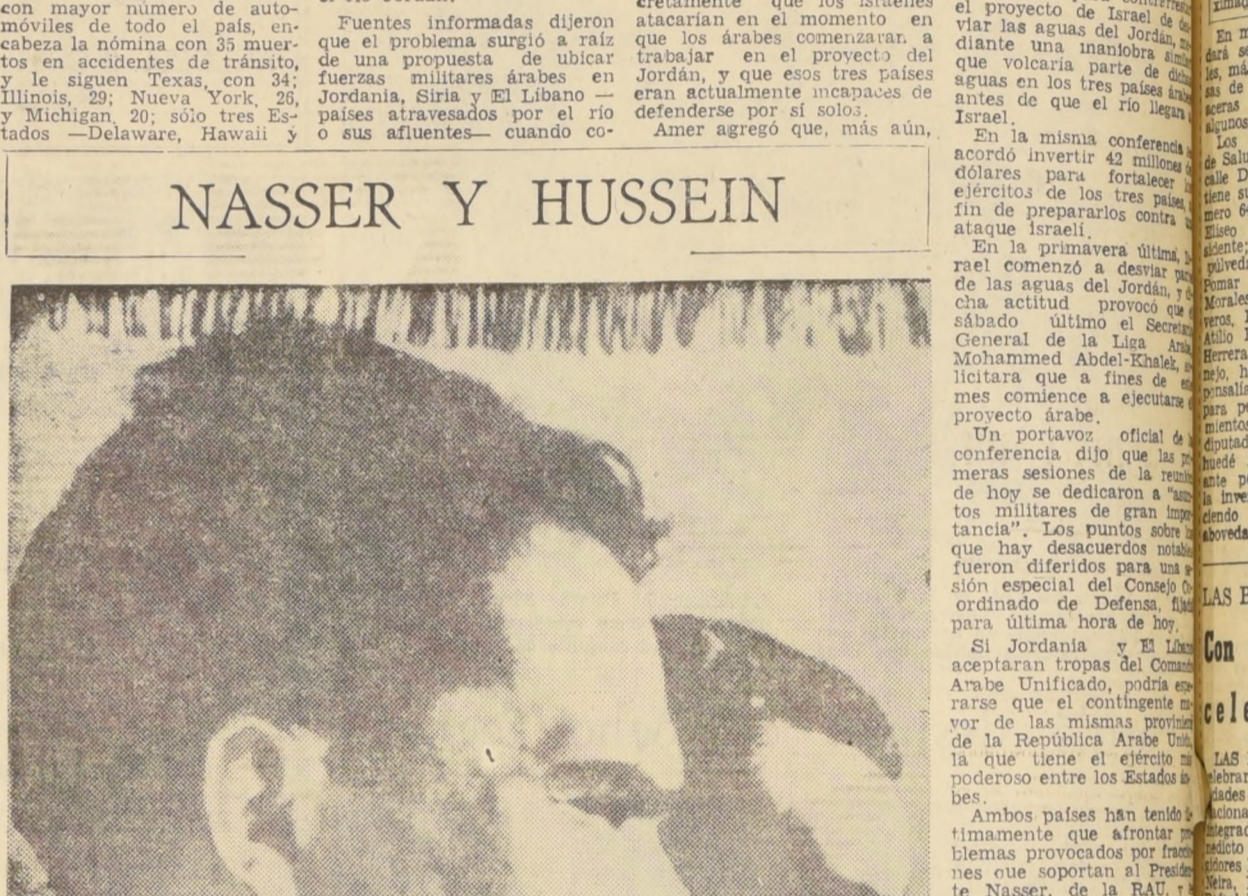 con mayor número de auto-
móviles de todo el país, en-
cabeza la nómina con 35 muer-
tos en accidentes de tránsito,
y le siguen Texas, con 34;
Illinois, 29; Nueva York, 26,
y Michigan, 20; sólo tres Es-
tados —Delaware, Hawaii y
Fuentes informadas dijeron
que el problema surgió a raíz
de una propuesta de ubicar
fuerzas militares árabes en
Jordania, Siria y El Líbano —
países atravesados por el río
o sus afluentes— cuando co-
cretamente que los israelíes
atacarían en el momento en
que los árabes comenzaran a
trabajar en el proyecto del
Jordán, y que esos tres países
eran actualmente incapaces de
defenderse por sí solos.
Amer agregó que, más aún,
NASSER Y HUSSEIN
el proyecto de Israel de
viar las aguas del Jordán,
diante una maniobra
que volcaría parte de
aguas en los tres países
antes de que el río llegara
Israel.
En la misma conferencia
acordó invertir 42 millones
dólares para fortalecer
ejércitos de los tres países,
fin de prepararlos contra
ataque israelí.
En la primavera última,
rael comenzó a desviar
de las aguas del Jordán, y
cha actitud provocó que
sábado último el
General de la Liga
Mohammed Abdel-Khalek,
licitara que a fines de
mes comience a ejecutarse
proyecto árabe.
Un portavoz oficial de
conferencia dijo que las
meras sesiones de la
de hoy se dedicaron a
tos militares de gran
tancia". Los puntos sobre
que hay desacuerdos
fueron diferidos para una
sión especial del Consejo
ordinado de Defensa,
para última hora de hoy.
Si Jordania y El
aceptaran tropas del
Arabe Unificado, podría
rarse que el contingente
yor de las mismas
de la República Arabe
la que tiene el ejército
poderoso entre los Estados
bes.
Ambos países han tenido
timamente que afrontar
blemas provocados por
nes que soportan al
te Nasser, de la RAU,
En
Los
de
calle
LAS
Con
LAS